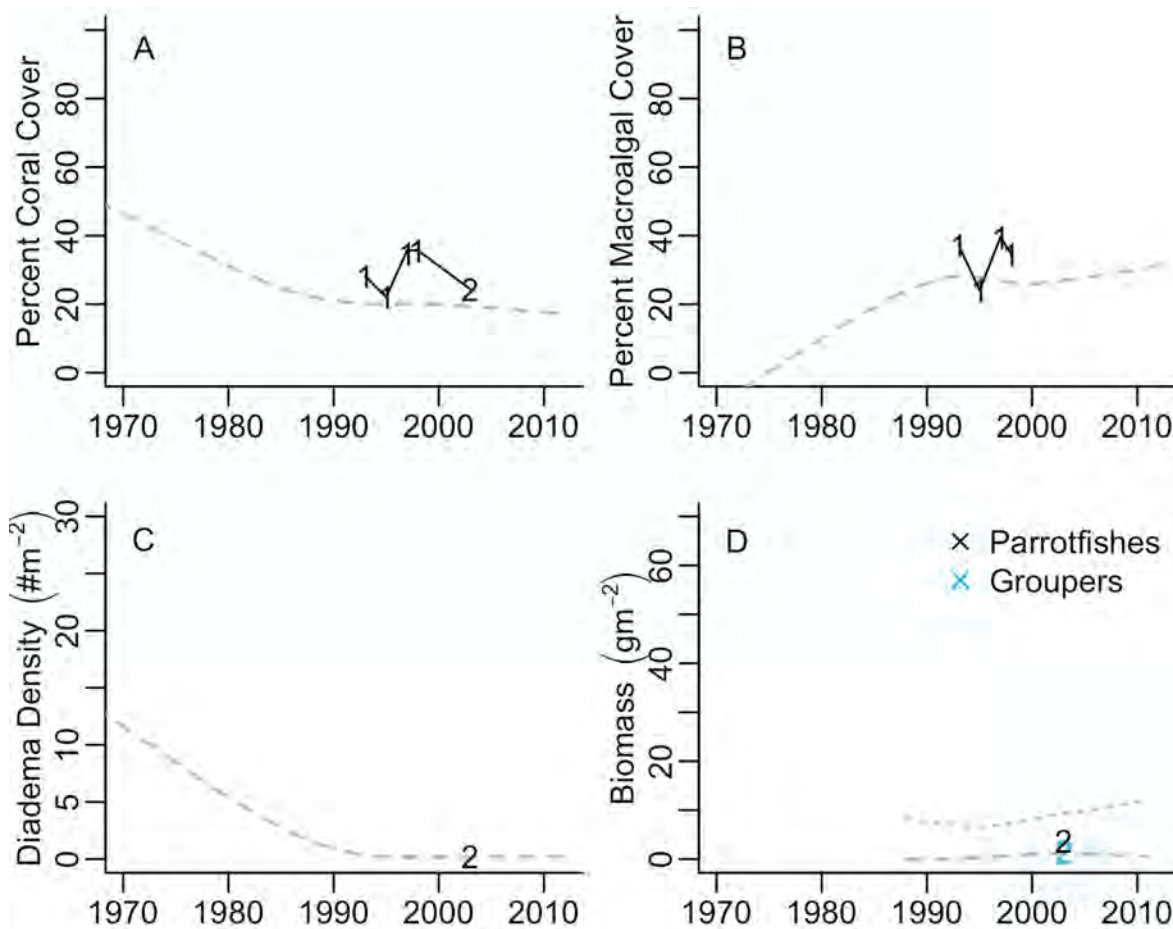 A
Percent Coral Cover
0 20 40 60 80
1 1 1 1 2
1970 1980 1990 2000 2010
B
Percent Macroalgal Cover
0 20 40 60 80
1 1 1 1
1970 1980 1990 2000 2010
C
Diadema Density (#m⁻²)
0 5 10 20 30
2
1970 1980 1990 2000 2010
D
× Parrotfishes
× Groupers
Biomass (gm⁻²)
0 20 40 60
2
1970 1980 1990 2000 2010